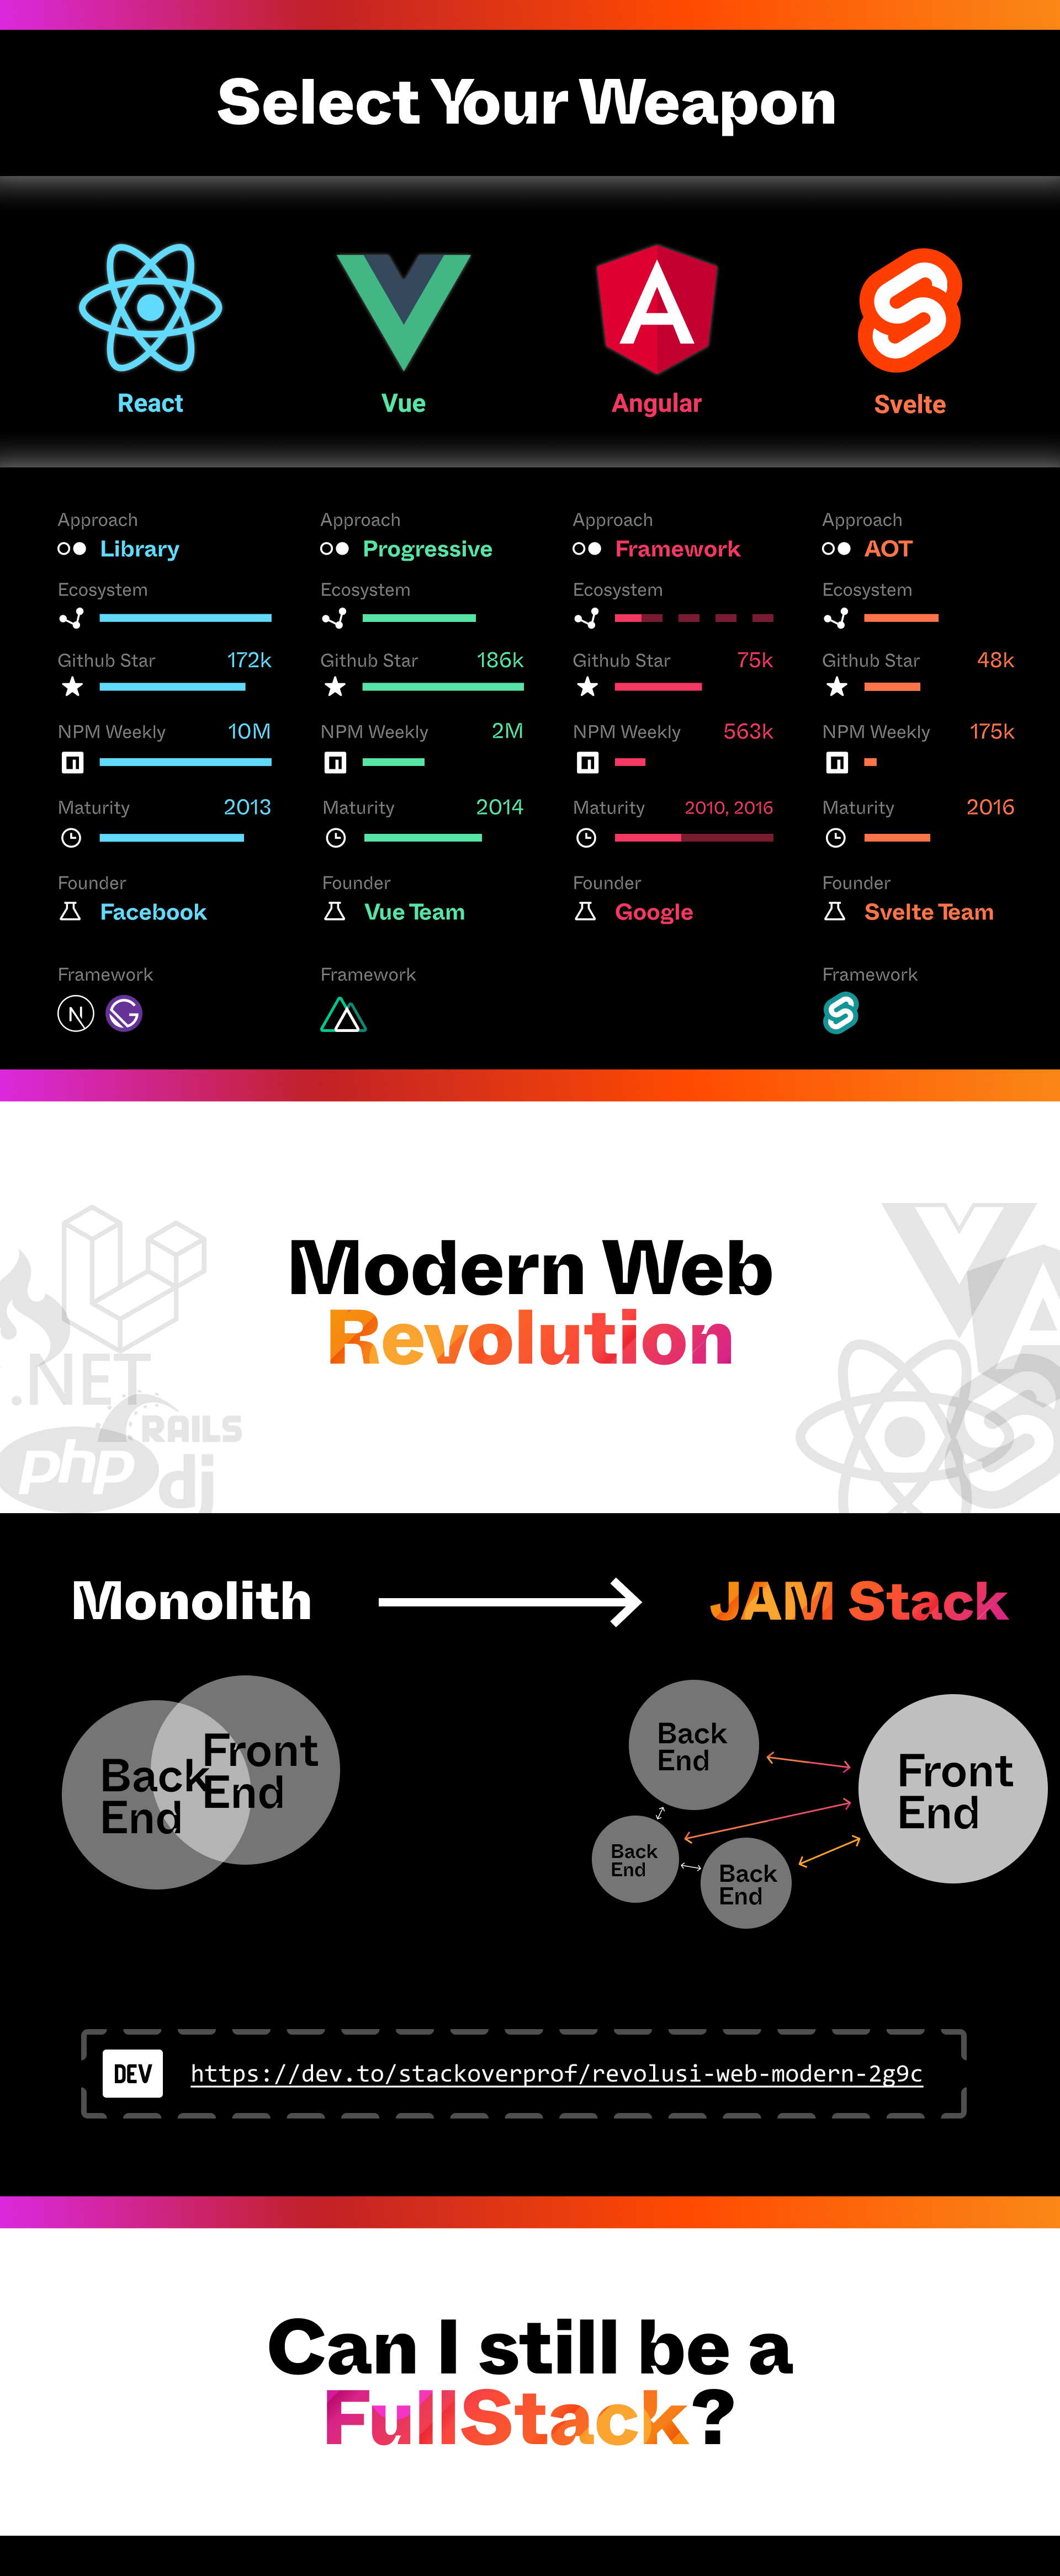 Select Your Weapon
React
Vue
Angular
Svelte
Approach
Library
Ecosystem
Github Star 172k
NPM Weekly 10M
Maturity 2013
Founder
Facebook
Framework
Approach
Progressive
Ecosystem
Github Star 186k
NPM Weekly 2M
Maturity 2014
Founder
Vue Team
Framework
Approach
Framework
Ecosystem
Github Star 75k
NPM Weekly 563k
Maturity 2010, 2016
Founder
Google
Approach
AOT
Ecosystem
Github Star 48k
NPM Weekly 175k
Maturity 2016
Founder
Svelte Team
Framework
Modern Web
Revolution
.NET
RAILS
php
dj
Monolith
JAM Stack
Back
End
Front
End
Back
End
Back
End
Back
End
Front
End
DEV
https://dev.to/stackoverprof/revolusi-web-modern-2g9c
Can I still be a
FullStack?